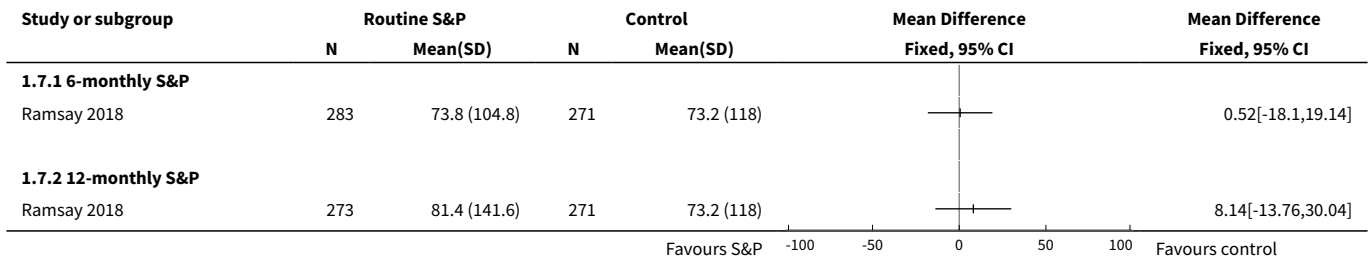 Study or subgroup Routine S&P Control Mean Difference Mean Difference
N Mean(SD) N Mean(SD) Fixed, 95% CI Fixed, 95% CI
1.7.1 6-monthly S&P
Ramsay 2018 283 73.8 (104.8) 271 73.2 (118) 0.52[-18.1,19.14]
1.7.2 12-monthly S&P
Ramsay 2018 273 81.4 (141.6) 271 73.2 (118) 8.14[-13.76,30.04]
Favours S&P -100 -50 0 50 100 Favours control